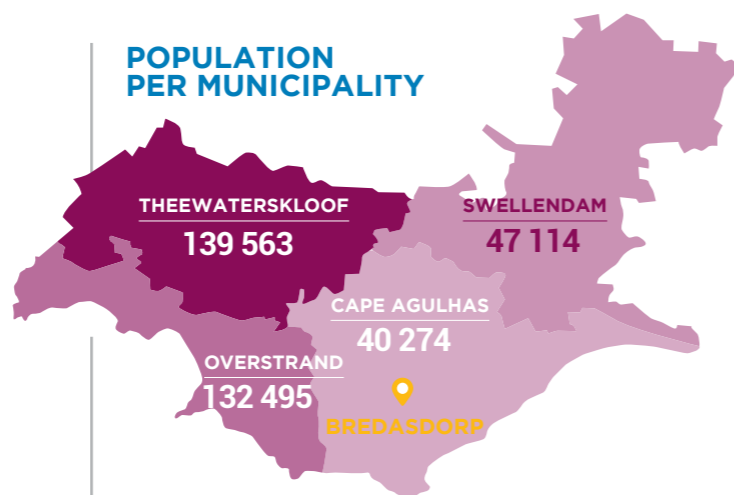 POPULATION
PER MUNICIPALITY
THEEWATERSKLOOF
139 563
SWELLENDAM
47 114
CAPE AGULHAS
40 274
OVERSTRAND
132 495
BREDASDORP